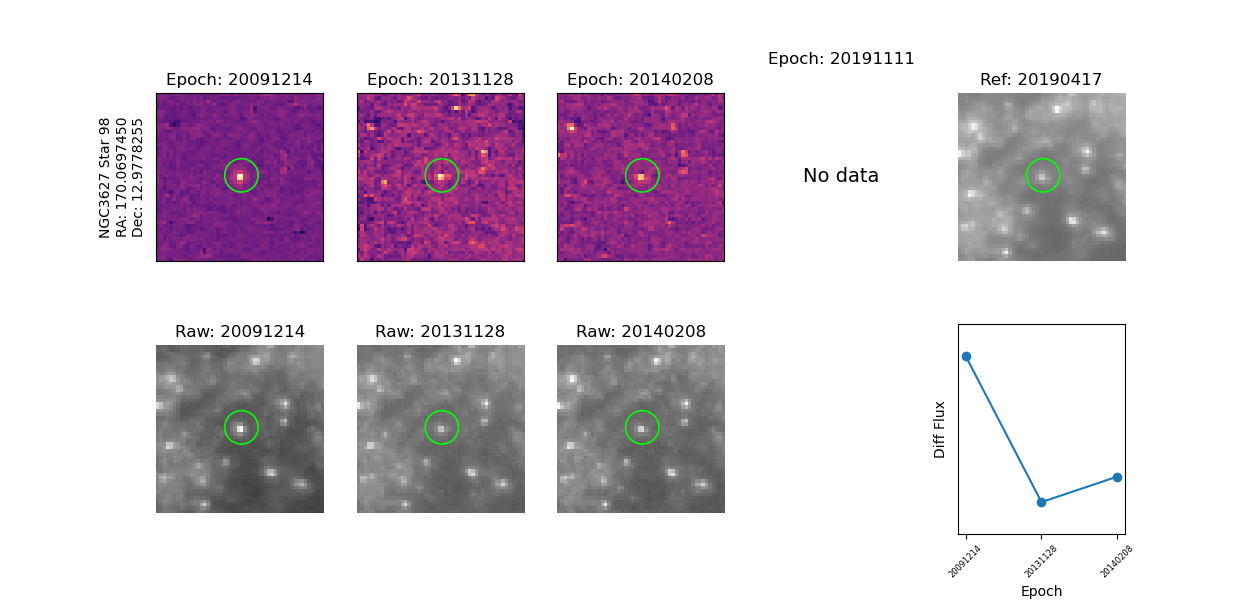 Epoch: 20191111
Epoch: 20091214
Epoch: 20131128
Epoch: 20140208
Ref: 20190417
NGC3627 Star 98
RA: 170.0697450
Dec: 12.9778255
No data
Raw: 20091214
Raw: 20131128
Raw: 20140208
Diff Flux
20091214
20131128
20140208
Epoch